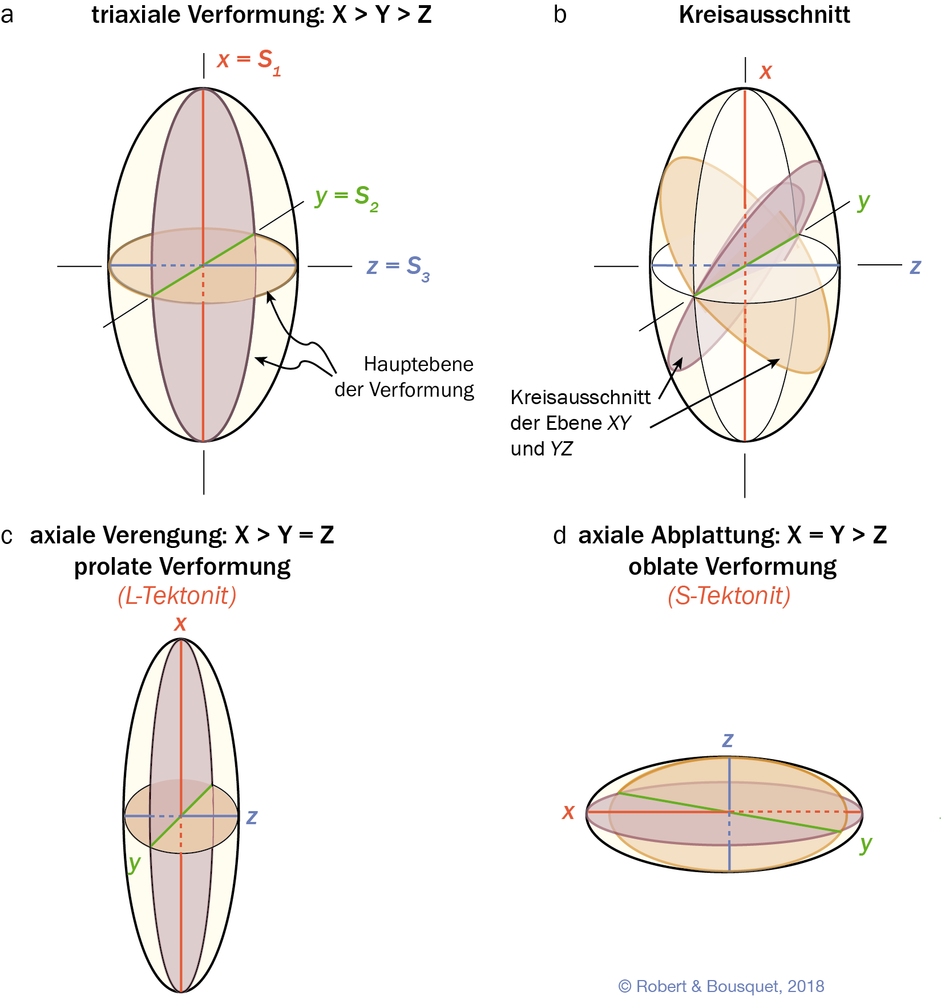 a
triaxiale Verformung: X > Y > Z
x = S1
y = S2
z = S3
Hauptebene
der Verformung
b
Kreisausschnitt
x
y
z
Kreisausschnitt
der Ebene XY
und YZ
c axiale Verengung: X > Y = Z
prolate Verformung
(L-Tektonit)
x
z
y
d axiale Abplattung: X = Y > Z
oblate Verformung
(S-Tektonit)
z
x
y
© Robert & Bousquet, 2018